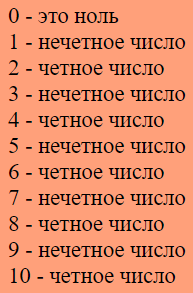 0 - это ноль
1 - нечетное число
2 - четное число
3 - нечетное число
4 - четное число
5 - нечетное число
6 - четное число
7 - нечетное число
8 - четное число
9 - нечетное число
10 - четное число